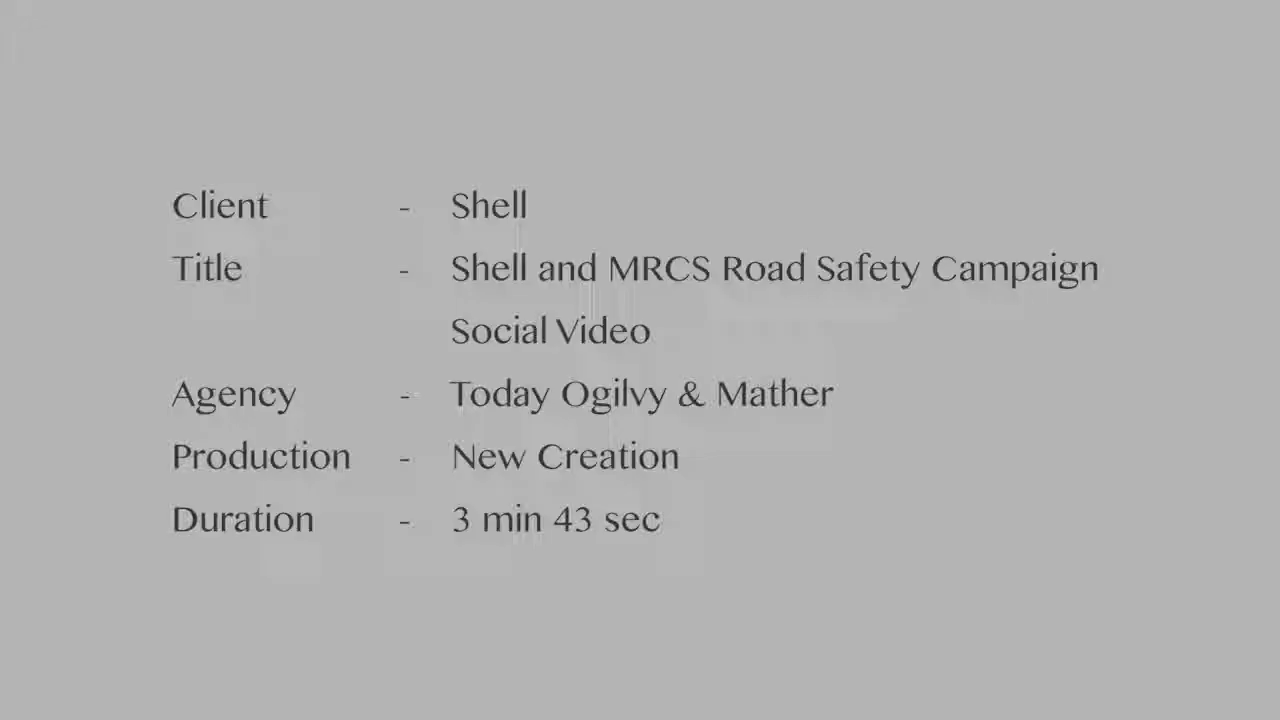 Client - Shell
Title - Shell and MRCS Road Safety Campaign
Social Video
Agency - Today Ogilvy & Mather
Production - New Creation
Duration - 3 min 43 sec